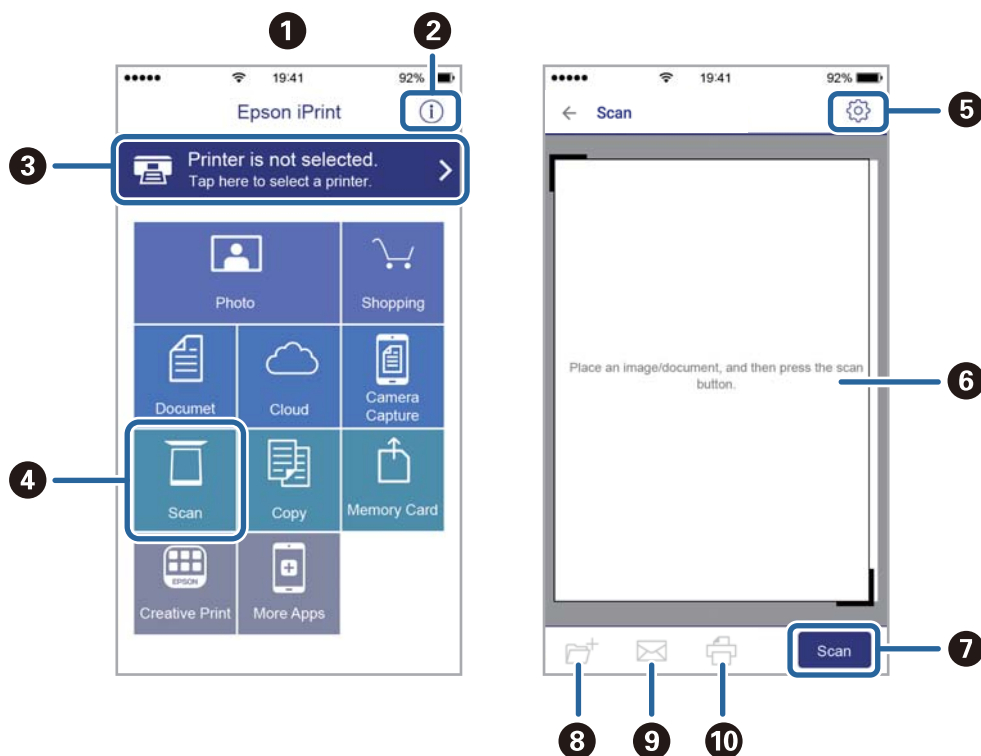 1
2
19:41
92%
Epson iPrint
3
Printer is not selected.
Tap here to select a printer.
Photo
Shopping
Documet
Cloud
Camera
Capture
4
Scan
Copy
Memory Card
EPSON
Creative Print
More Apps
19:41
92%
Scan
5
Place an image/document, and then press the scan
button.
6
Scan
7
8
9
10